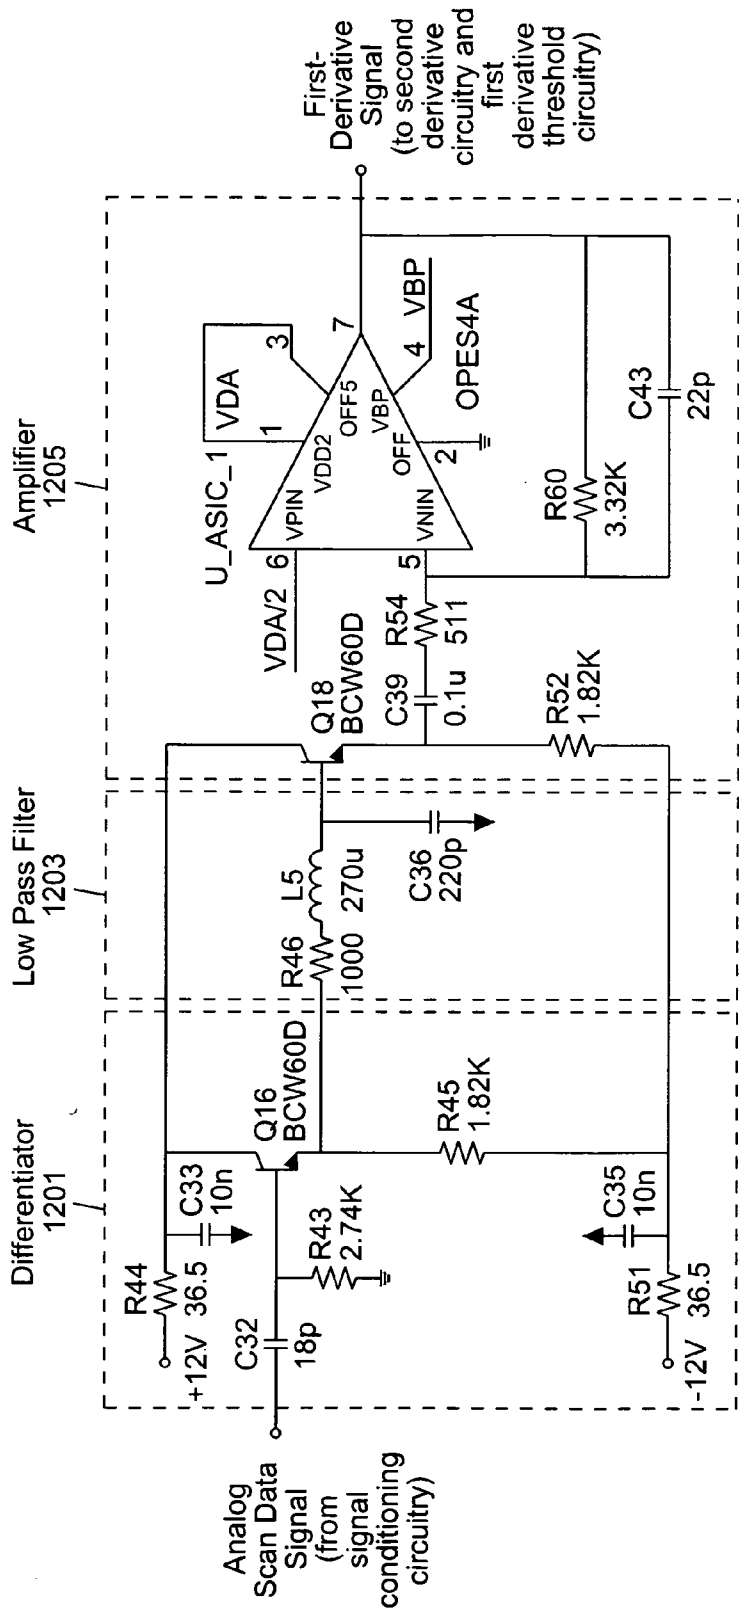 Differentiator
1201
Low Pass Filter
1203
Amplifier
1205
Analog
Scan Data
Signal
(from
signal
conditioning
circuitry)
+12V
R44
36.5
C33
10n
C32
18p
R43
2.74K
Q16
BCW60D
R45
1.82K
-12V
R51
36.5
C35
10n
R46
1000
L5
270u
C36
220p
Q18
BCW60D
R52
1.82K
C39
0.1u
R54
511
VDA/2
U_ASIC_1
6
VPIN
5
VNIN
1
VDD2
VDA
3
OFF5
2
OFF
4
VBP
VBP
7
OPES4A
R60
3.32K
C43
22p
First-
Derivative
Signal
(to second
derivative
circuitry and
first
derivative
threshold
circuitry)